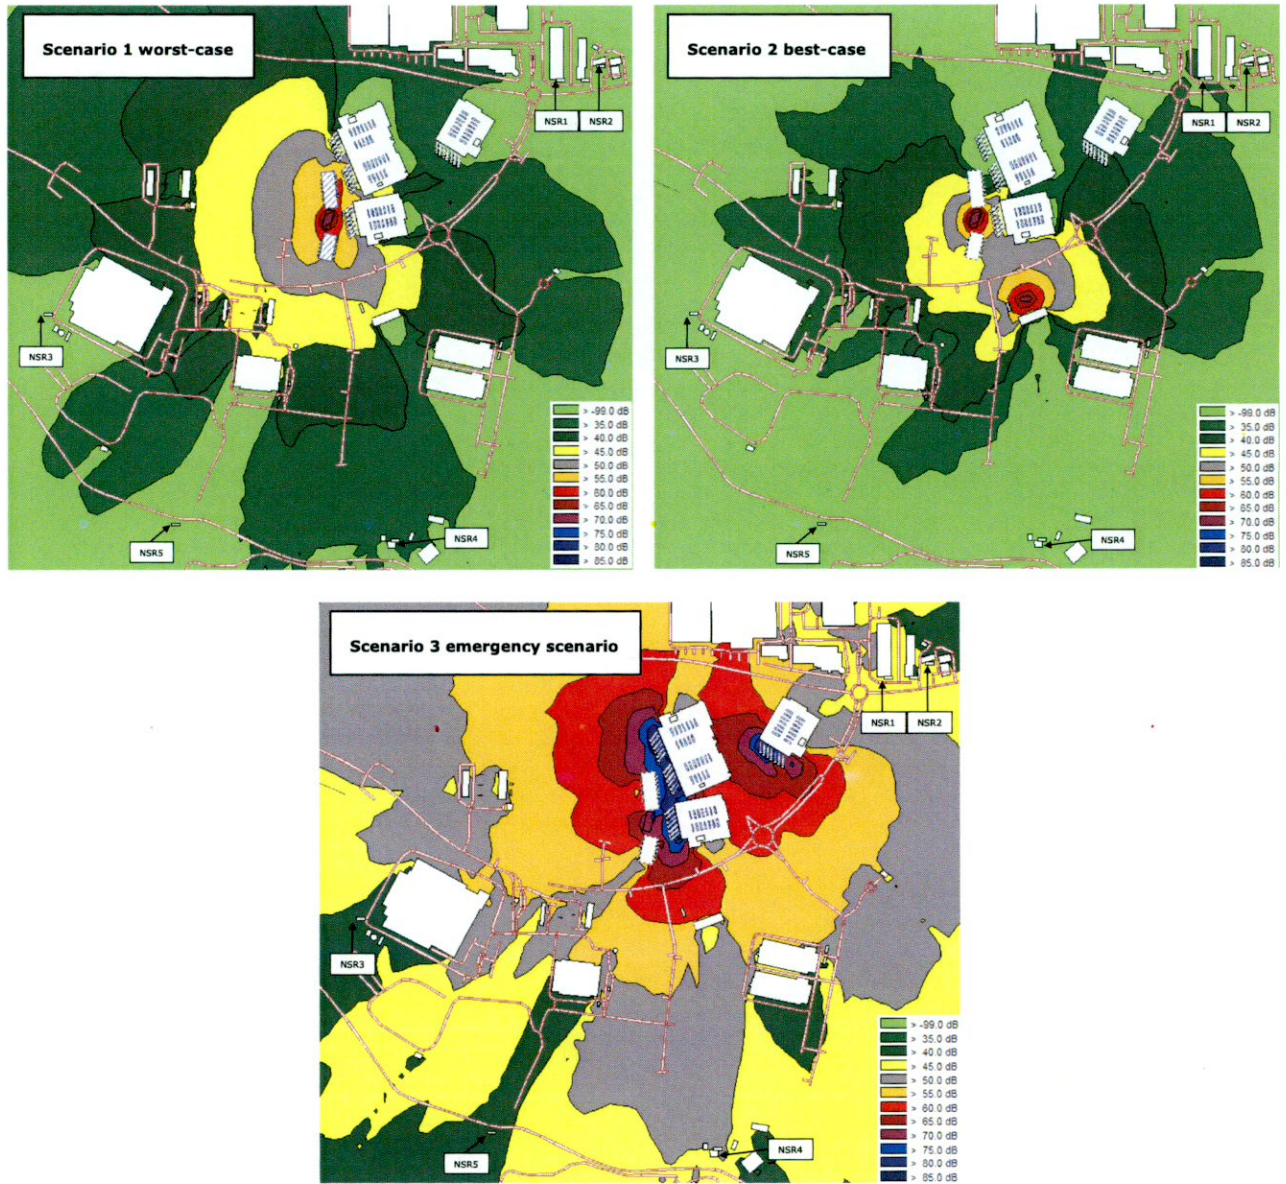 Scenario 1 worst-case
NSR1
NSR2
NSR3
NSR5
NSR4
> -99.0 dB
> 35.0 dB
> 40.0 dB
> 45.0 dB
> 50.0 dB
> 55.0 dB
> 60.0 dB
> 65.0 dB
> 70.0 dB
> 75.0 dB
> 80.0 dB
> 85.0 dB
Scenario 2 best-case
NSR1
NSR2
NSR3
NSR5
NSR4
> -99.0 dB
> 35.0 dB
> 40.0 dB
> 45.0 dB
> 50.0 dB
> 55.0 dB
> 60.0 dB
> 65.0 dB
> 70.0 dB
> 75.0 dB
> 80.0 dB
> 85.0 dB
Scenario 3 emergency scenario
NSR1
NSR2
NSR3
NSR5
NSR4
> -99.0 dB
> 35.0 dB
> 40.0 dB
> 45.0 dB
> 50.0 dB
> 55.0 dB
> 60.0 dB
> 65.0 dB
> 70.0 dB
> 75.0 dB
> 80.0 dB
> 85.0 dB